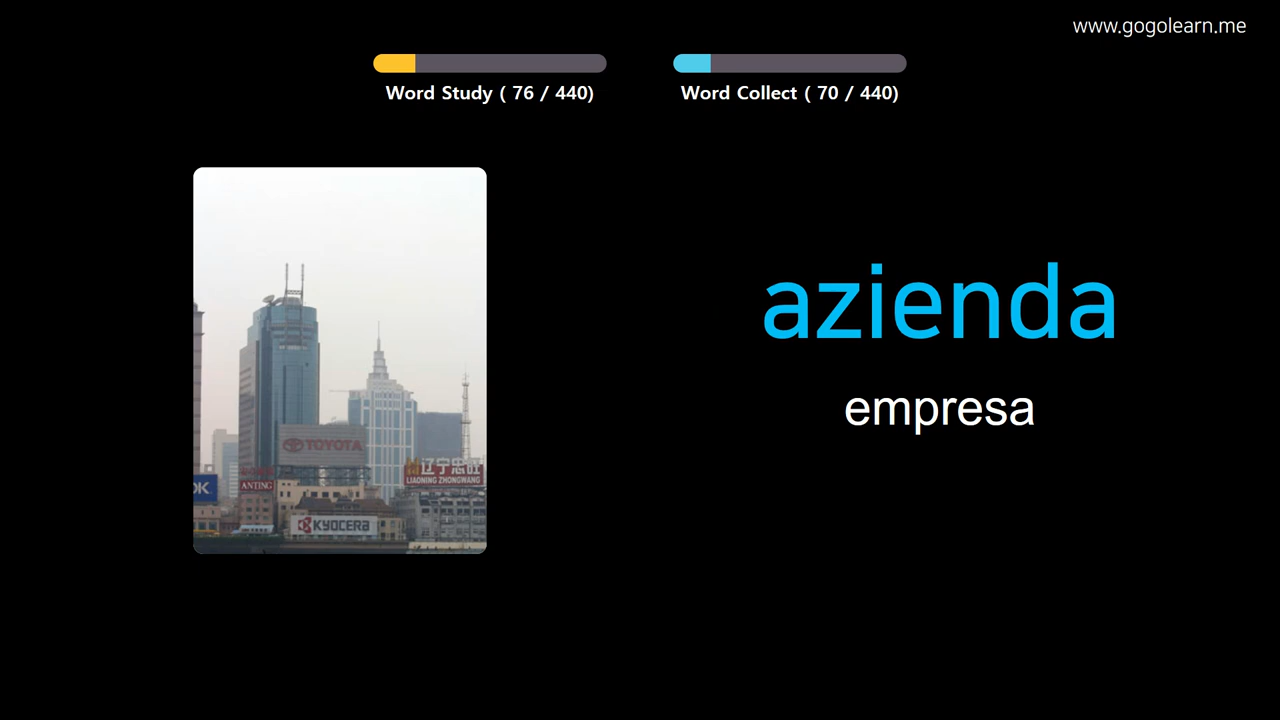 www.gogolearn.me
Word Study ( 76 / 440)
Word Collect ( 70 / 440)
azienda
empresa
TOYOTA
辽宁忠旺
LIAONING ZHONGWANG
OK
ANTING
KYOCERA